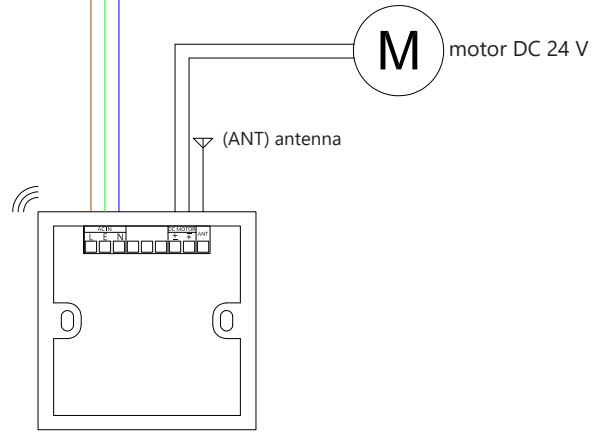 M
motor DC 24 V
(ANT) antenna
AC IN
DC MOTOR
ANT
L E N ± ∓